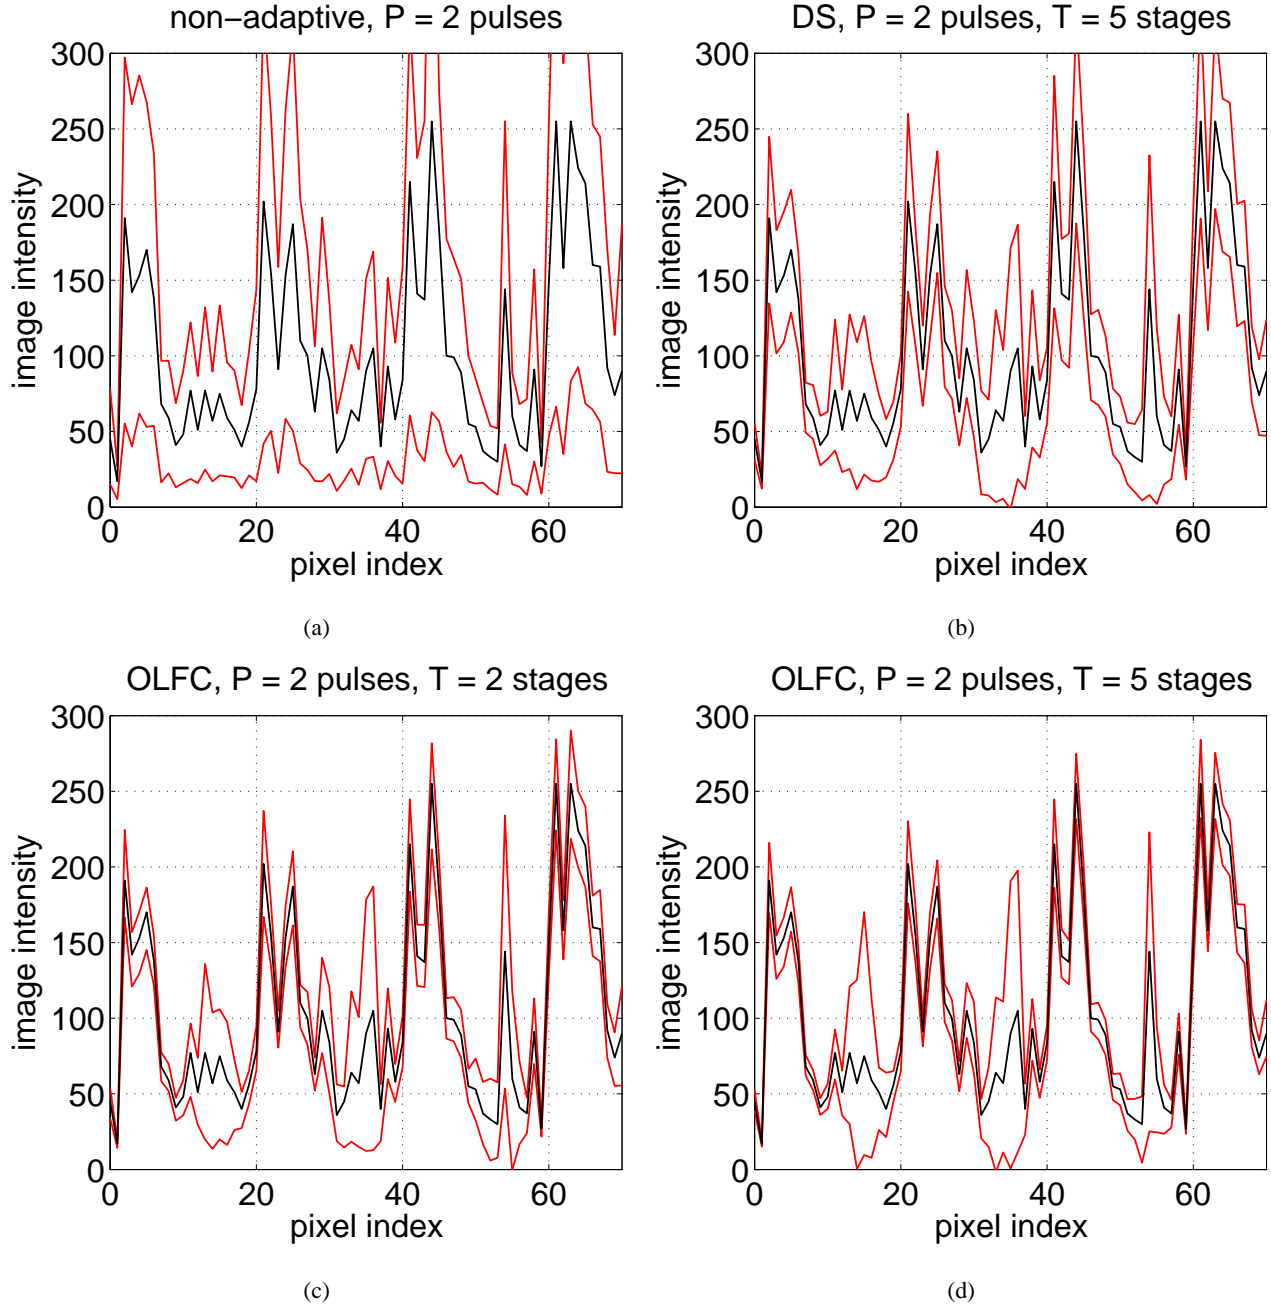 non−adaptive, P = 2 pulses
300
250
200
150
100
50
0
image intensity
0 20 40 60
pixel index
(a)
DS, P = 2 pulses, T = 5 stages
300
250
200
150
100
50
0
image intensity
0 20 40 60
pixel index
(b)
OLFC, P = 2 pulses, T = 2 stages
300
250
200
150
100
50
0
image intensity
0 20 40 60
pixel index
(c)
OLFC, P = 2 pulses, T = 5 stages
300
250
200
150
100
50
0
image intensity
0 20 40 60
pixel index
(d)